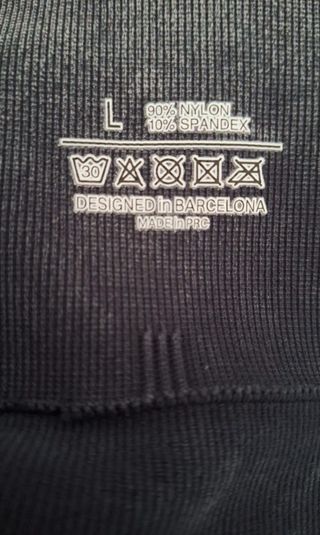 L
90% NYLON
10% SPANDEX
30
DESIGNED in BARCELONA
MADE in PRC